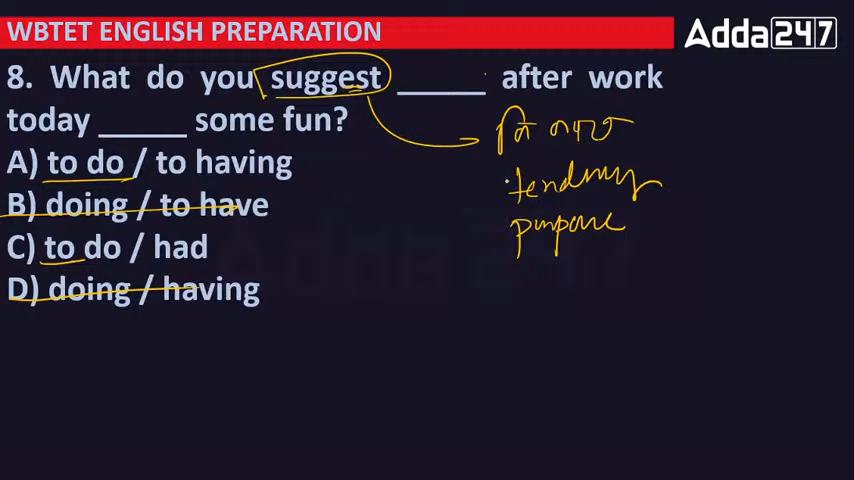 WBTET ENGLISH PREPARATION
Adda247
8. What do you suggest ______ after work
today ______ some fun?
A) to do / to having
B) doing / to have
C) to do / had
D) doing / having
tendency
purpose